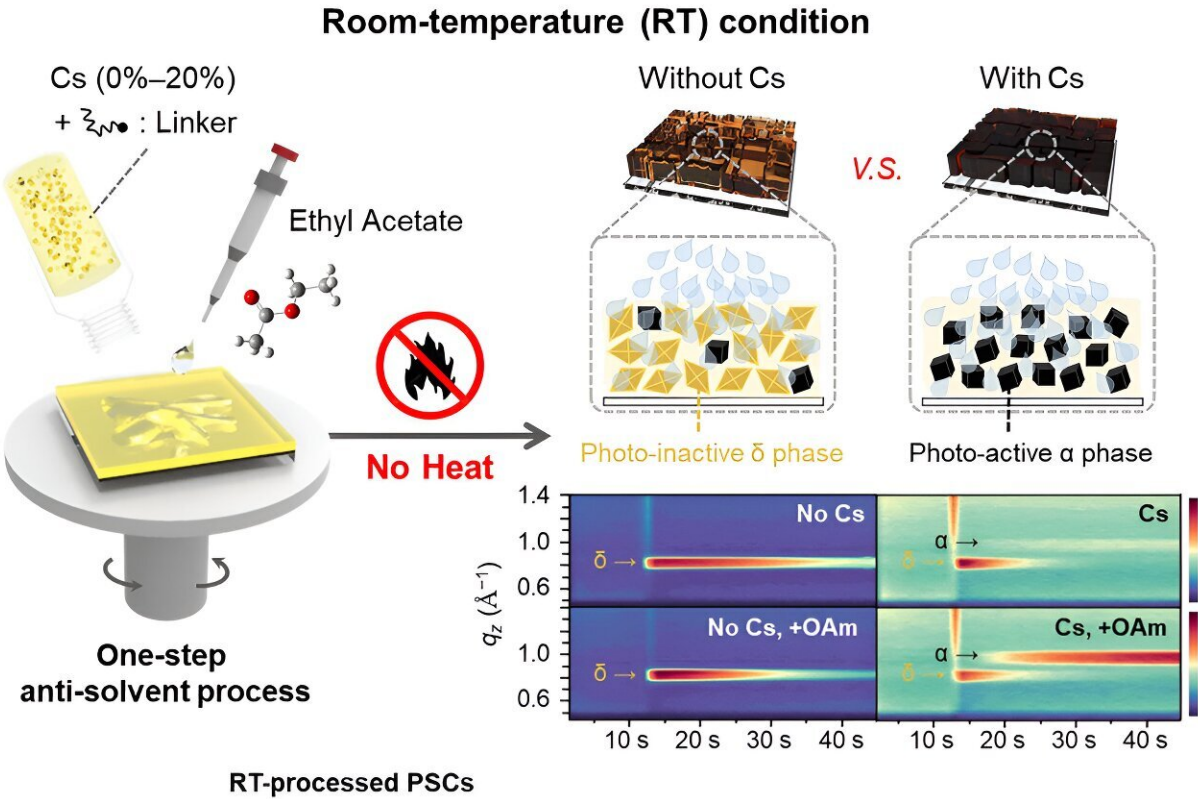 Room-temperature (RT) condition
Cs (0%–20%)
+ : Linker
Ethyl Acetate
No Heat
One-step
anti-solvent process
Without Cs
V.S.
With Cs
Photo-inactive δ phase
Photo-active α phase
1.4
1.0
0.6
1.0
0.6
qz (Å⁻¹)
No Cs
δ →
Cs
α →
δ →
No Cs, +OAm
δ →
Cs, +OAm
α →
δ →
10 s 20 s 30 s 40 s
10 s 20 s 30 s 40 s
RT-processed PSCs